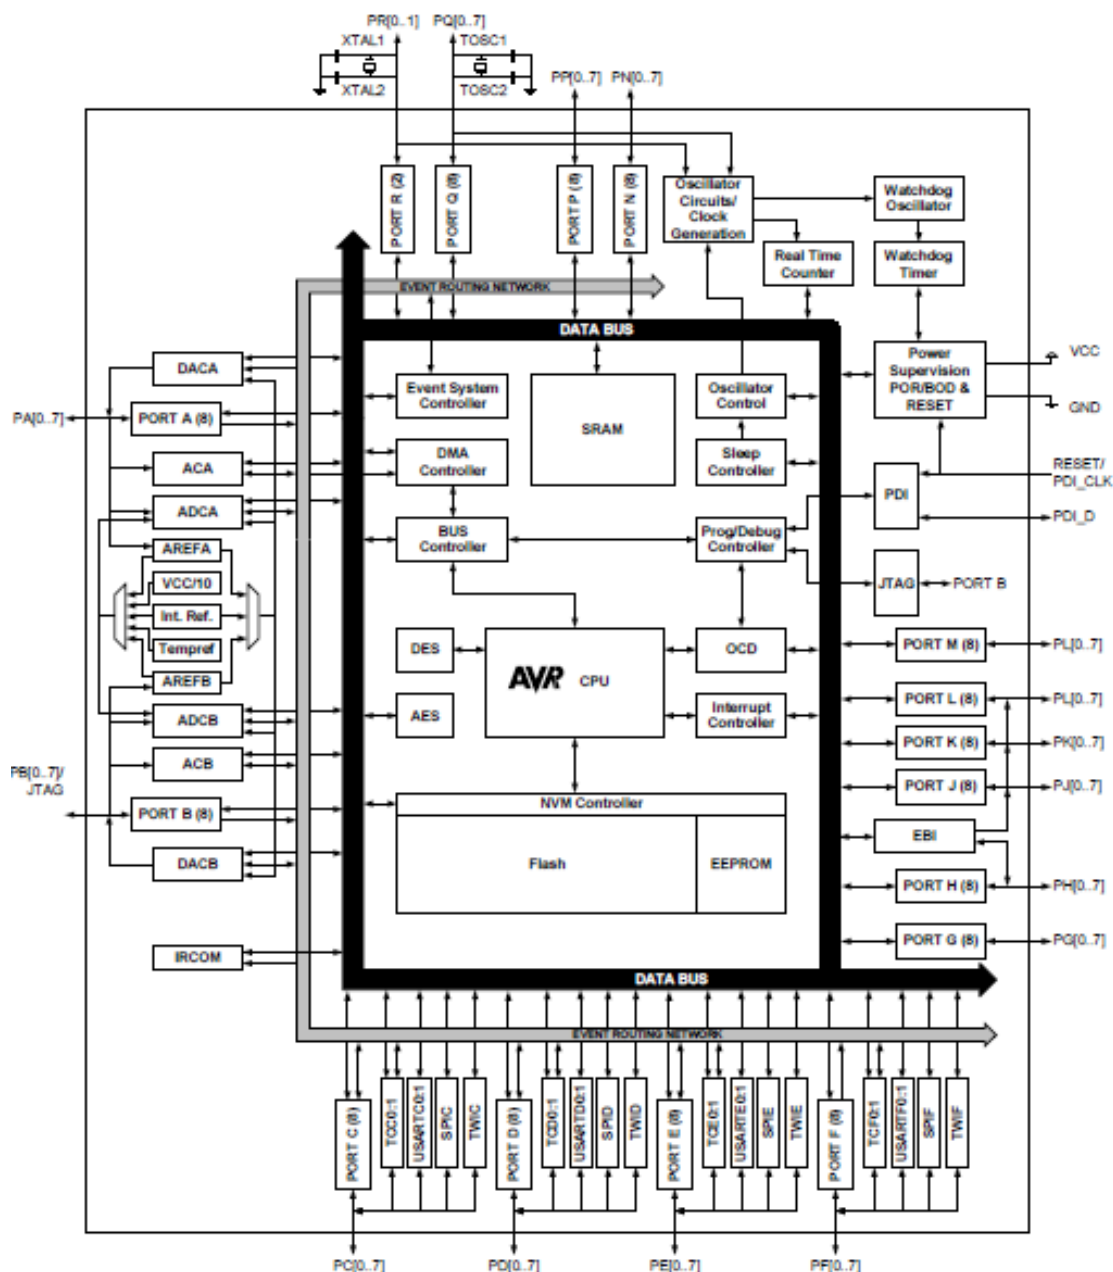 PR[0..1]
PQ[0..7]
XTAL1
TOSC1
XTAL2
TOSC2
PP[0..7]
PN[0..7]
PORT R (2)
PORT Q (8)
PORT P (8)
PORT N (8)
Oscillator
Circuits/
Clock
Generation
Watchdog
Oscillator
Real Time
Counter
Watchdog
Timer
EVENT ROUTING NETWORK
DATA BUS
DACA
PA[0..7]
PORT A (8)
ACA
ADCA
AREFA
VCC/10
Int. Ref.
Tempref
AREFB
ADCB
ACB
PB[0..7]/
JTAG
PORT B (8)
DACB
IRCOM
Event System
Controller
SRAM
Oscillator
Control
DMA
Controller
Sleep
Controller
BUS
Controller
Prog/Debug
Controller
DES
AVR CPU
OCD
AES
Interrupt
Controller
NVM Controller
Flash
EEPROM
Power
Supervision
POR/BOD &
RESET
VCC
GND
RESET/
PDI_CLK
PDI
PDI_D
JTAG
PORT B
PORT M (8)
PL[0..7]
PORT L (8)
PL[0..7]
PORT K (8)
PK[0..7]
PORT J (8)
PJ[0..7]
EBI
PORT H (8)
PH[0..7]
PORT G (8)
PG[0..7]
DATA BUS
EVENT ROUTING NETWORK
PORT C (8)
TCC0:1
USARTC0:1
SPIC
TWIC
PORT D (8)
TCD0:1
USARTD0:1
SPID
TWID
PORT E (8)
TCE0:1
USARTE0:1
SPIE
TWIE
PORT F (8)
TCF0:1
USARTF0:1
SPIF
TWIF
PC[0..7]
PD[0..7]
PE[0..7]
PF[0..7]